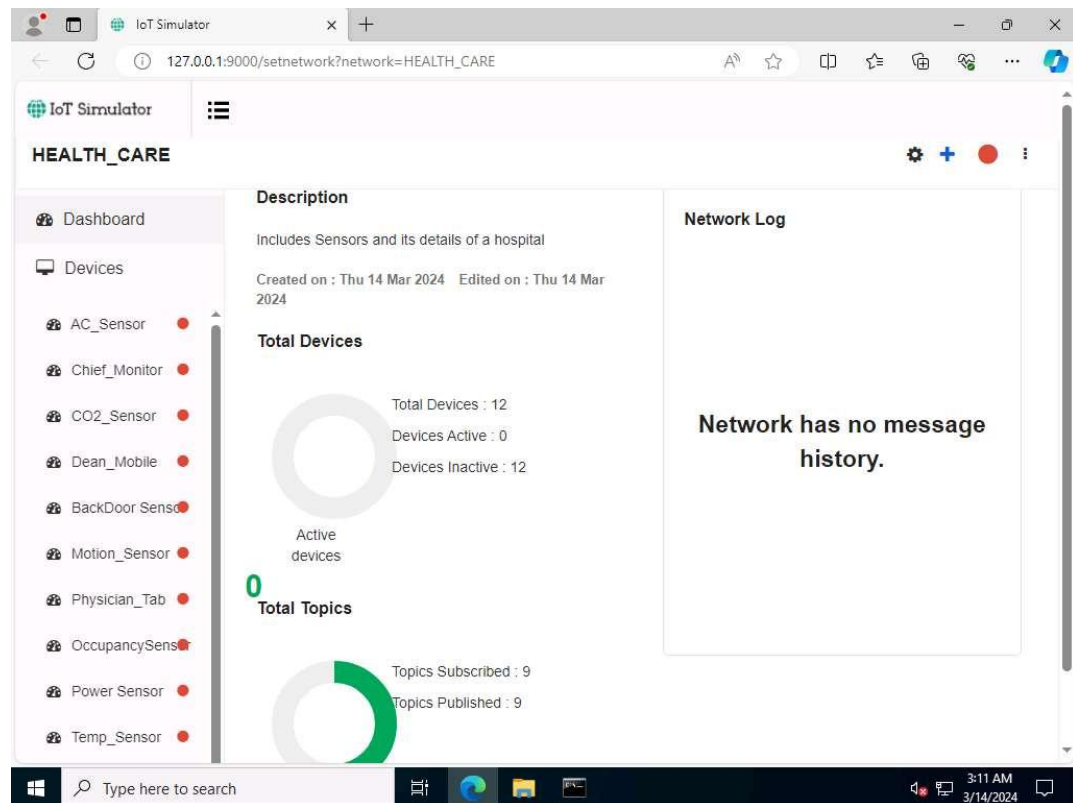 IoT Simulator
127.0.0.1:9000/setnetwork?network=HEALTH_CARE
IoT Simulator
HEALTH_CARE
Dashboard
Devices
AC_Sensor
Chief_Monitor
CO2_Sensor
Dean_Mobile
BackDoor Senso
Motion_Sensor
Physician_Tab
OccupancySensor
Power Sensor
Temp_Sensor
Description
Includes Sensors and its details of a hospital
Created on : Thu 14 Mar 2024 Edited on : Thu 14 Mar
2024
Total Devices
Total Devices : 12
Devices Active : 0
Devices Inactive : 12
Active
devices
0
Total Topics
Topics Subscribed : 9
Topics Published : 9
Network Log
Network has no message
history.
Type here to search
3:11 AM
3/14/2024